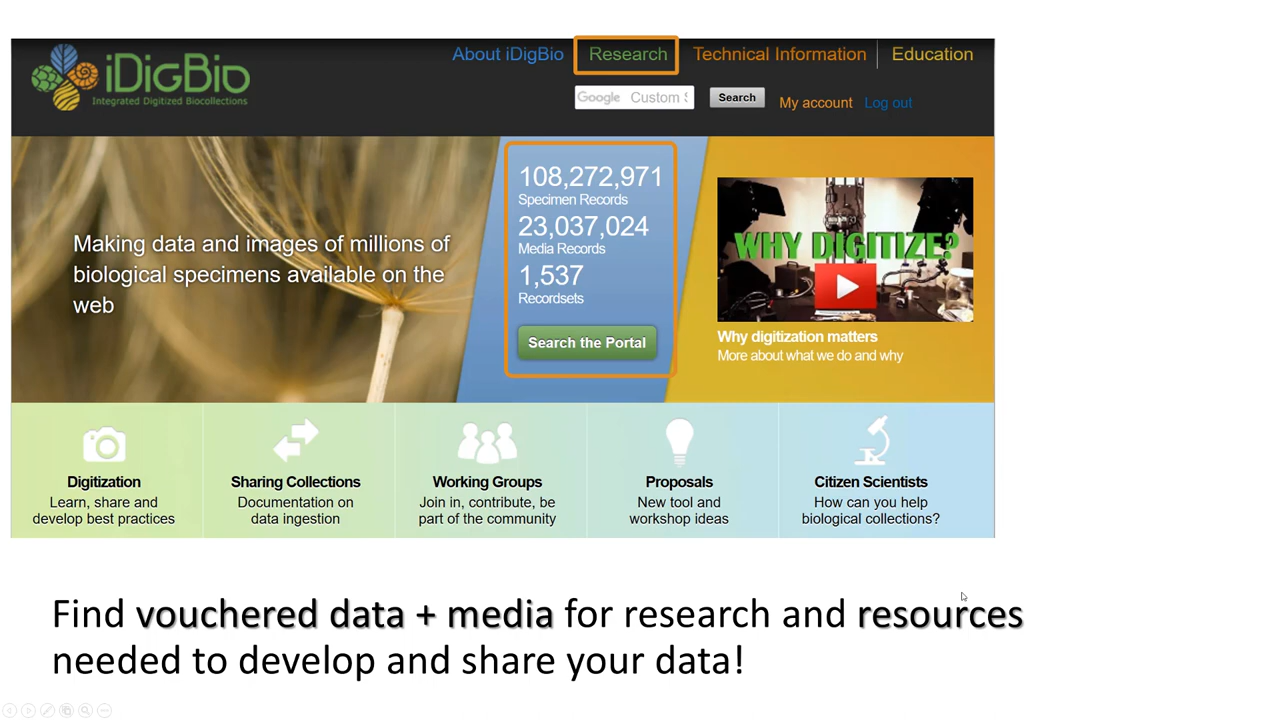 iDigBio
Integrated Digitized Biocollections
About iDigBio Research Technical Information Education
Google Custom S Search My account Log out
Making data and images of millions of
biological specimens available on the
web
108,272,971
Specimen Records
23,037,024
Media Records
1,537
Recordsets
Search the Portal
WHY DIGITIZE?
Why digitization matters
More about what we do and why
Digitization
Learn, share and
develop best practices
Sharing Collections
Documentation on
data ingestion
Working Groups
Join in, contribute, be
part of the community
Proposals
New tool and
workshop ideas
Citizen Scientists
How can you help
biological collections?
Find vouchered data + media for research and resources
needed to develop and share your data!